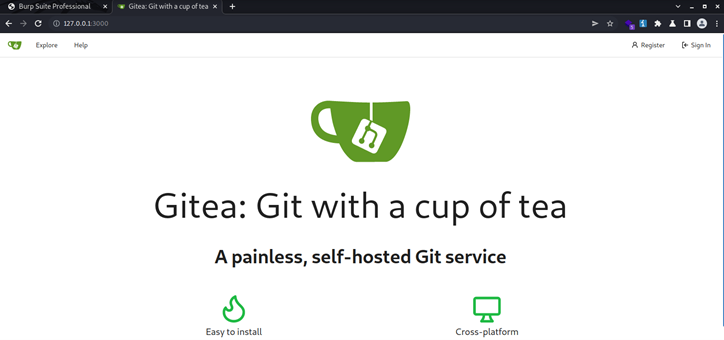 Burp Suite Professional
Gitea: Git with a cup of tea
127.0.0.1:3000
Explore
Help
Register
Sign In
Gitea: Git with a cup of tea
A painless, self-hosted Git service
Easy to install
Cross-platform